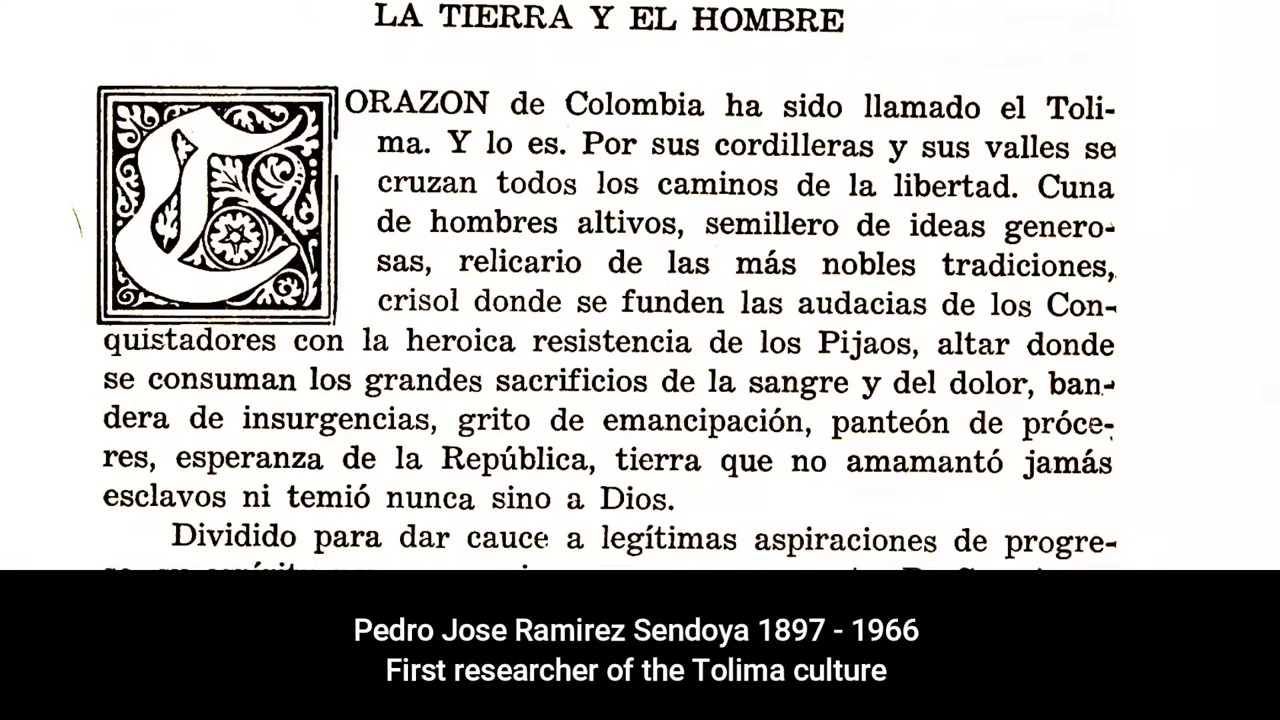 LA TIERRA Y EL HOMBRE
CORAZON de Colombia ha sido llamado el Toli-
ma. Y lo es. Por sus cordilleras y sus valles se
cruzan todos los caminos de la libertad. Cuna
de hombres altivos, semillero de ideas genero-
sas, relicario de las más nobles tradiciones,
crisol donde se funden las audacias de los Con-
quistadores con la heroica resistencia de los Pijaos, altar donde
se consuman los grandes sacrificios de la sangre y del dolor, ban-
dera de insurgencias, grito de emancipación, panteón de próce-
res, esperanza de la República, tierra que no amamantó jamás
esclavos ni temió nunca sino a Dios.
Dividido para dar cauce a legítimas aspiraciones de progre-
Pedro Jose Ramirez Sendoya 1897 - 1966
First researcher of the Tolima culture